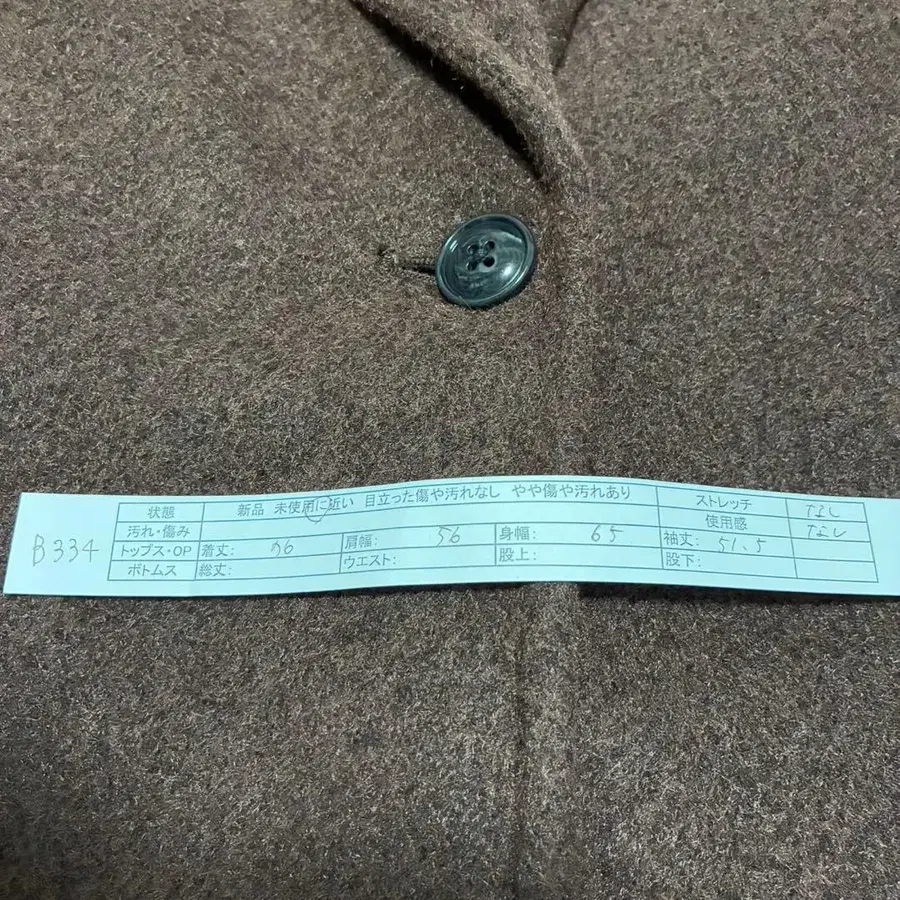 状態 新品 未使用に近い 目立った傷や汚れなし やや傷や汚れあり ストレッチ なし
汚れ・傷み 使用感 なし
B334 トップス・OP 着丈: 肩幅: 56 身幅: 65 袖丈: 51.5
ボトムス 総丈: ウエスト: 股上: 股下: